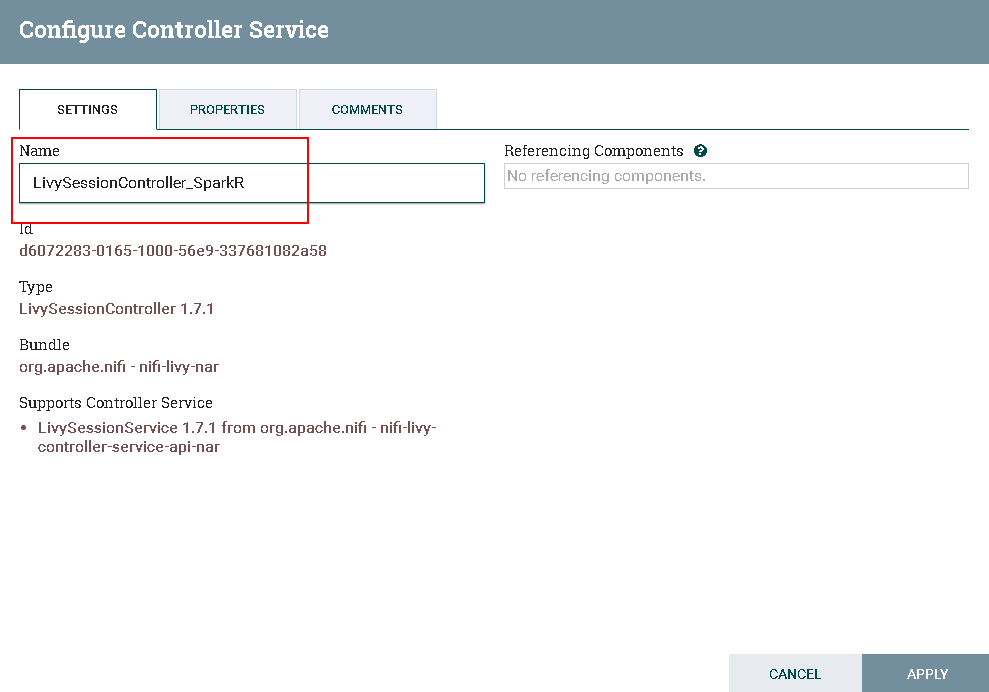 Configure Controller Service
SETTINGS
PROPERTIES
COMMENTS
Name
LivySessionController_SparkR
Referencing Components ?
No referencing components.
Id
d6072283-0165-1000-56e9-337681082a58
Type
LivySessionController 1.7.1
Bundle
org.apache.nifi - nifi-livy-nar
Supports Controller Service
• LivySessionService 1.7.1 from org.apache.nifi - nifi-livy-
controller-service-api-nar
CANCEL
APPLY